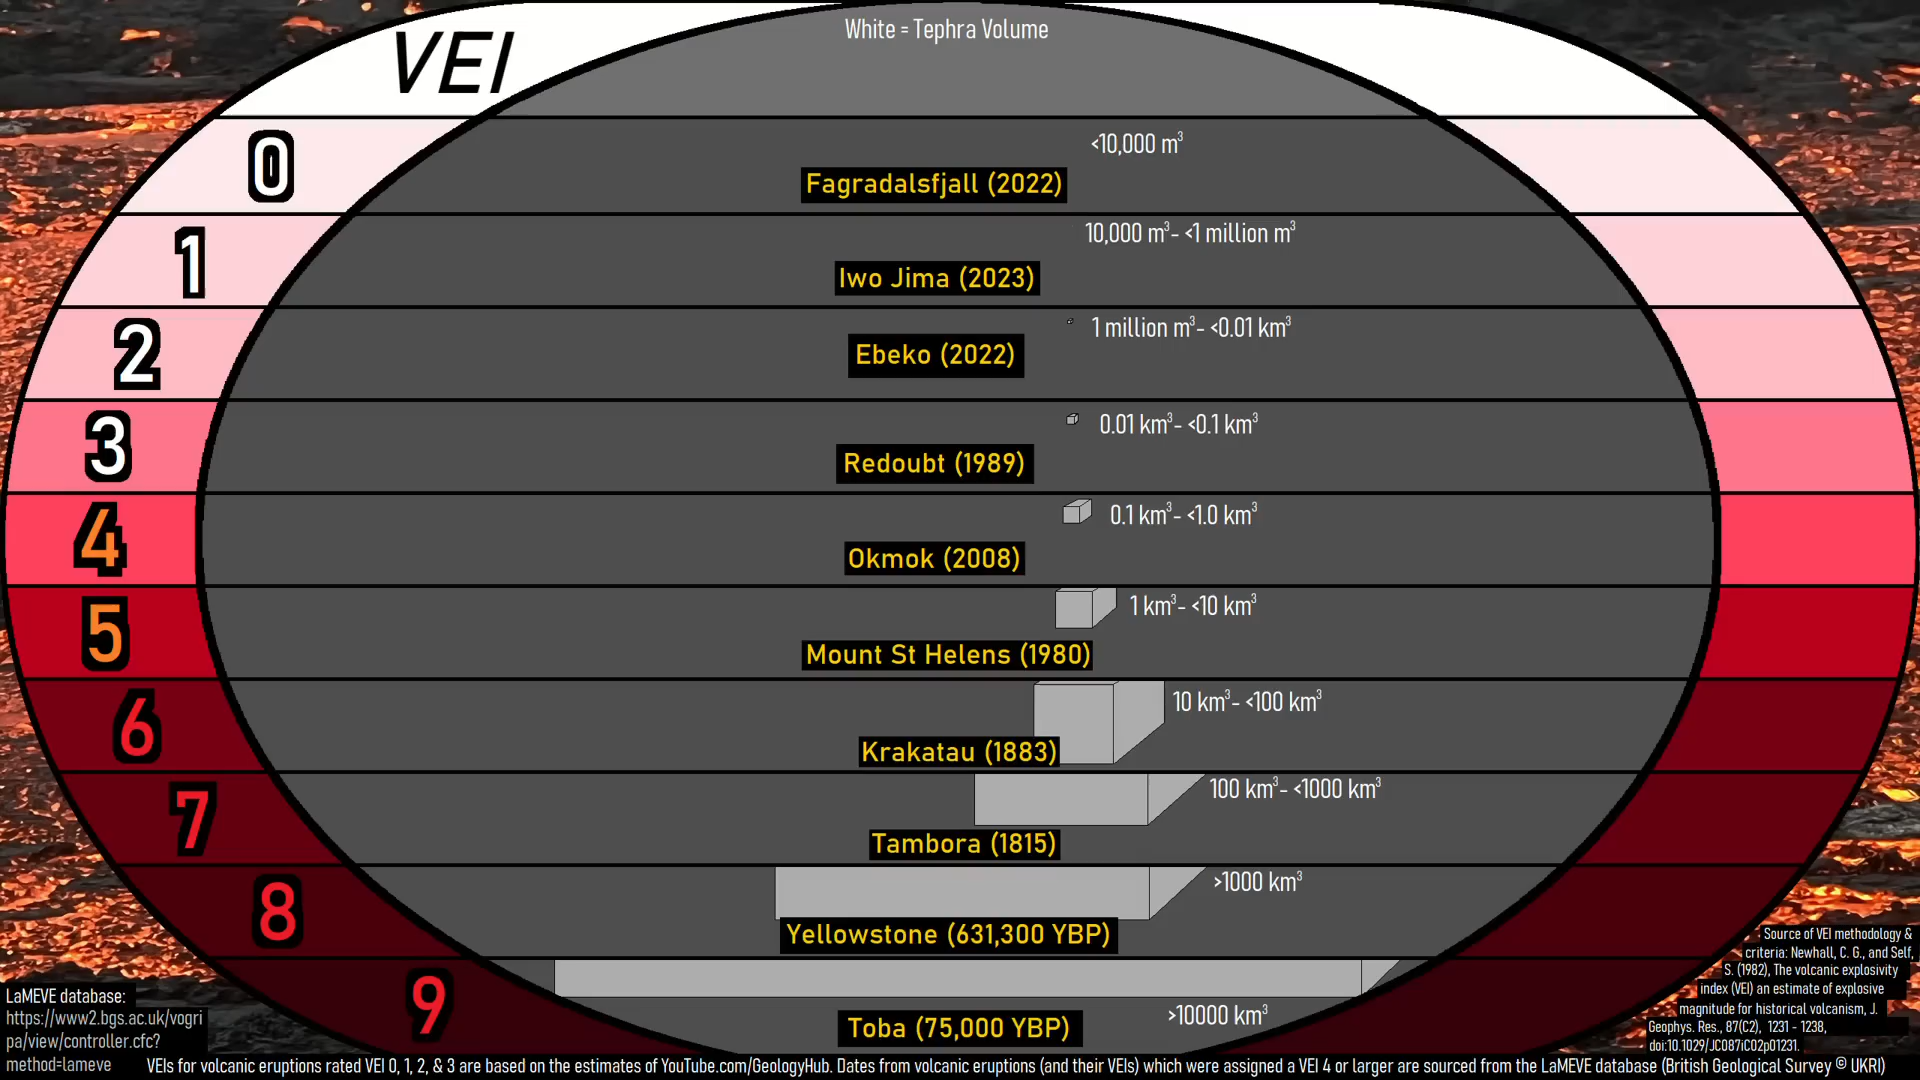 White = Tephra Volume
VEI
0
<10,000 m³
Fagradalsfjall (2022)
1
10,000 m³- <1 million m³
Iwo Jima (2023)
2
1 million m³- <0.01 km³
Ebeko (2022)
3
0.01 km³- <0.1 km³
Redoubt (1989)
4
0.1 km³- <1.0 km³
Okmok (2008)
5
1 km³- <10 km³
Mount St Helens (1980)
6
10 km³- <100 km³
Krakatau (1883)
7
100 km³- <1000 km³
Tambora (1815)
8
>1000 km³
Yellowstone (631,300 YBP)
9
>10000 km³
Toba (75,000 YBP)
Source of VEI methodology &
criteria: Newhall, C. G., and Self,
S. (1982), The volcanic explosivity
index (VEI) an estimate of explosive
magnitude for historical volcanism, J.
Geophys. Res., 87(C2), 1231 - 1238,
doi:10.1029/JC087iC02p01231.
LaMEVE database:
https://www2.bgs.ac.uk/vogri
pa/view/controller.cfc?
method=lameve
VEIs for volcanic eruptions rated VEI 0, 1, 2, & 3 are based on the estimates of YouTube.com/GeologyHub. Dates from volcanic eruptions (and their VEIs) which were assigned a VEI 4 or larger are sourced from the LaMEVE database (British Geological Survey © UKRI)